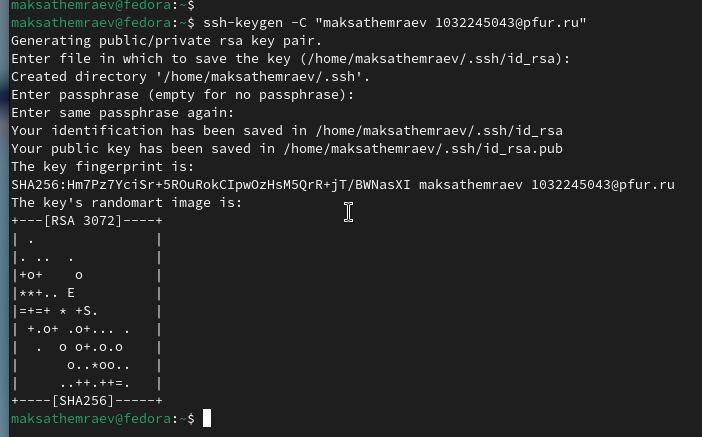 maksathemraev@fedora:~$
maksathemraev@fedora:~$ ssh-keygen -C "maksathemraev 1032245043@pfur.ru"
Generating public/private rsa key pair.
Enter file in which to save the key (/home/maksathemraev/.ssh/id_rsa):
Created directory '/home/maksathemraev/.ssh'.
Enter passphrase (empty for no passphrase):
Enter same passphrase again:
Your identification has been saved in /home/maksathemraev/.ssh/id_rsa
Your public key has been saved in /home/maksathemraev/.ssh/id_rsa.pub
The key fingerprint is:
SHA256:Hm7Pz7YciSr+5ROuRokCIpwOzHsM5QrR+jT/BWNasXI maksathemraev 1032245043@pfur.ru
The key's randomart image is:
+---[RSA 3072]----+
| .               |
|. ..  .          |
|+o+    o         |
|**+.. E          |
|=+=+ * +S.       |
| +.o+ .o+... .   |
|  .  o o+.o.o    |
|      o..*oo..   |
|     ..++.++=.   |
+----[SHA256]-----+
maksathemraev@fedora:~$